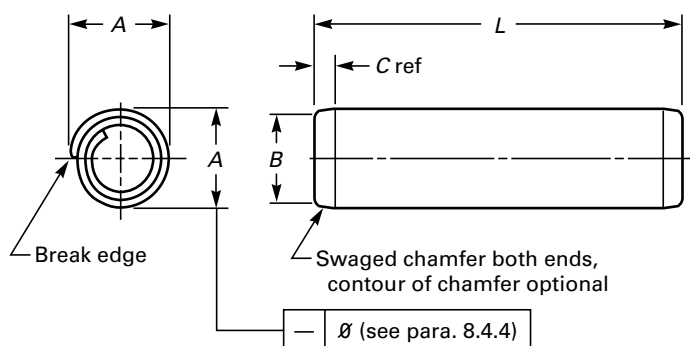 A
L
C ref
A
B
Break edge
Swaged chamfer both ends,
contour of chamfer optional
— Ø (see para. 8.4.4)